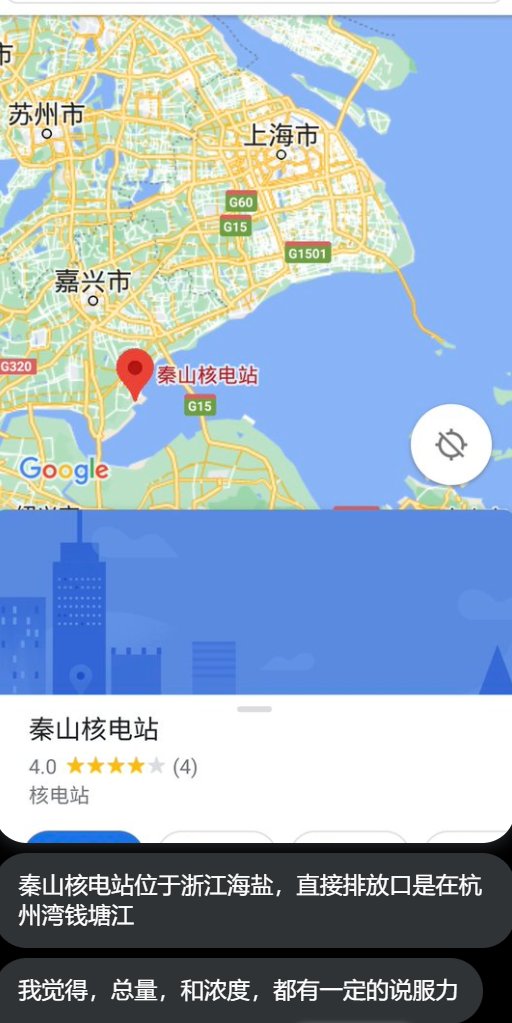 市
苏州市
上海市
G60
G15
G1501
嘉兴市
G320
秦山核电站
G15
Google
秦山核电站
4.0 (4)
核电站
秦山核电站位于浙江海盐，直接排放口是在杭
州湾钱塘江
我觉得，总量，和浓度，都有一定的说服力